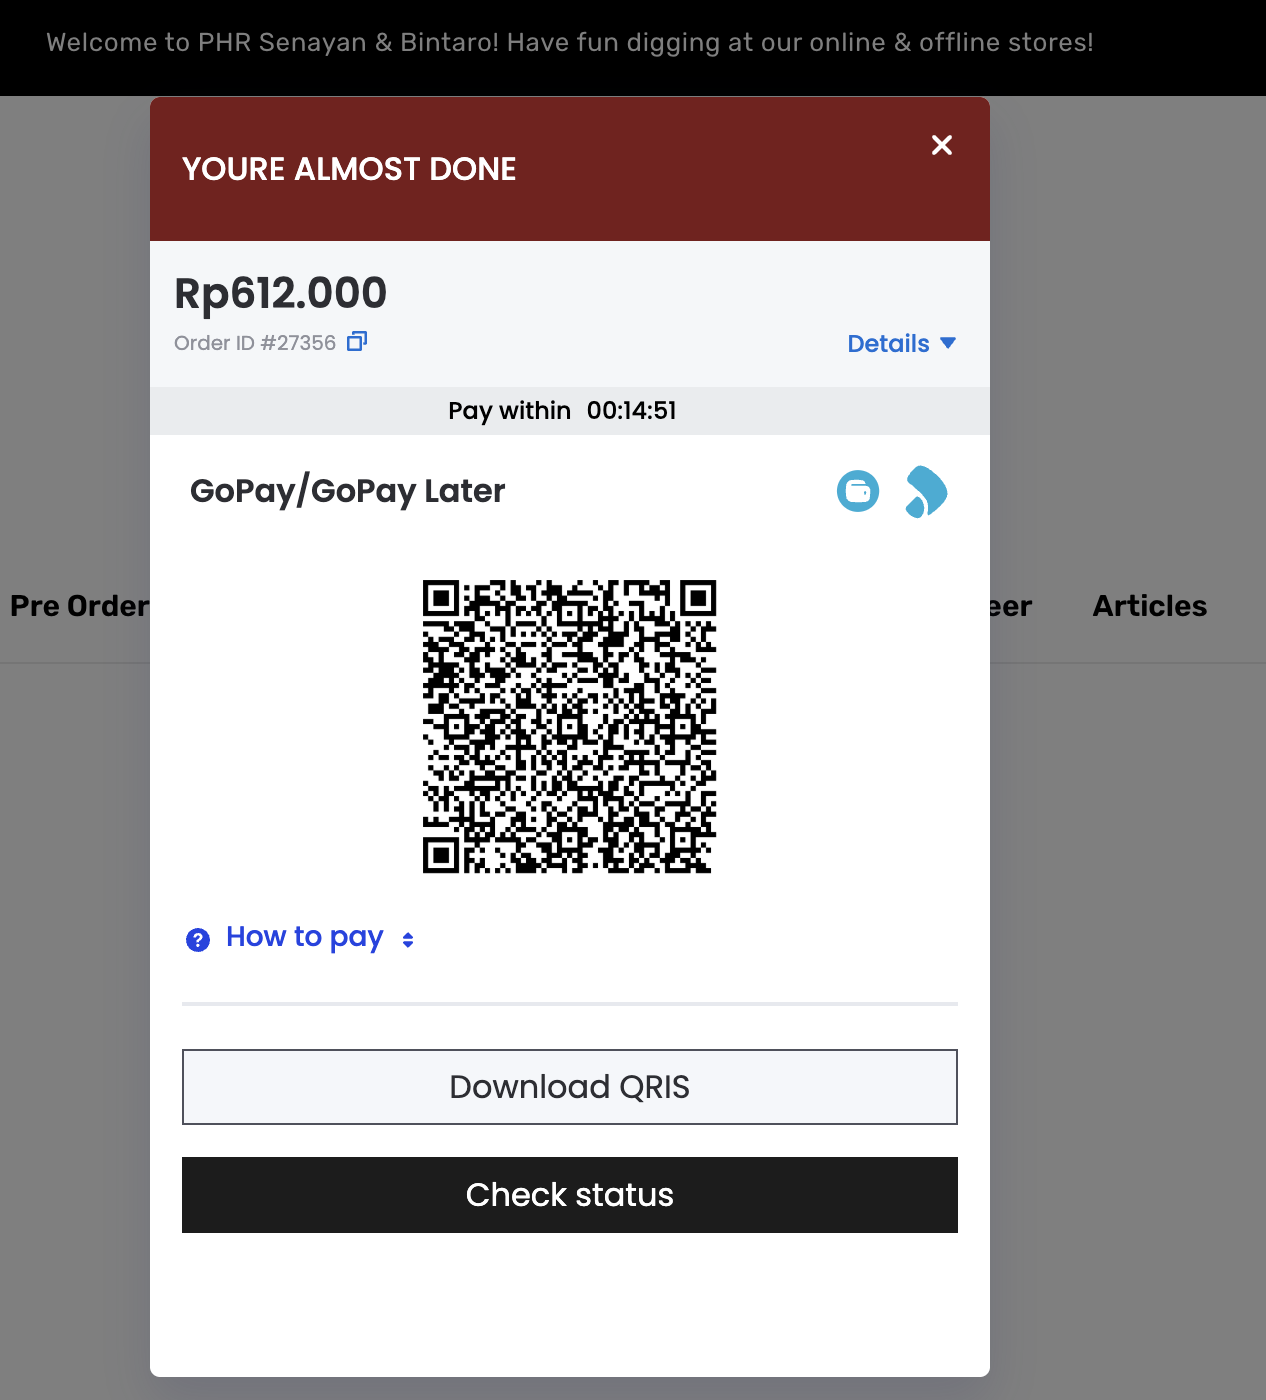 Welcome to PHR Senayan & Bintaro! Have fun digging at our online & offline stores!
YOURE ALMOST DONE
Rp612.000
Order ID #27356
Details
Pay within 00:14:51
GoPay/GoPay Later
Pre Order
eer
Articles
How to pay
Download QRIS
Check status